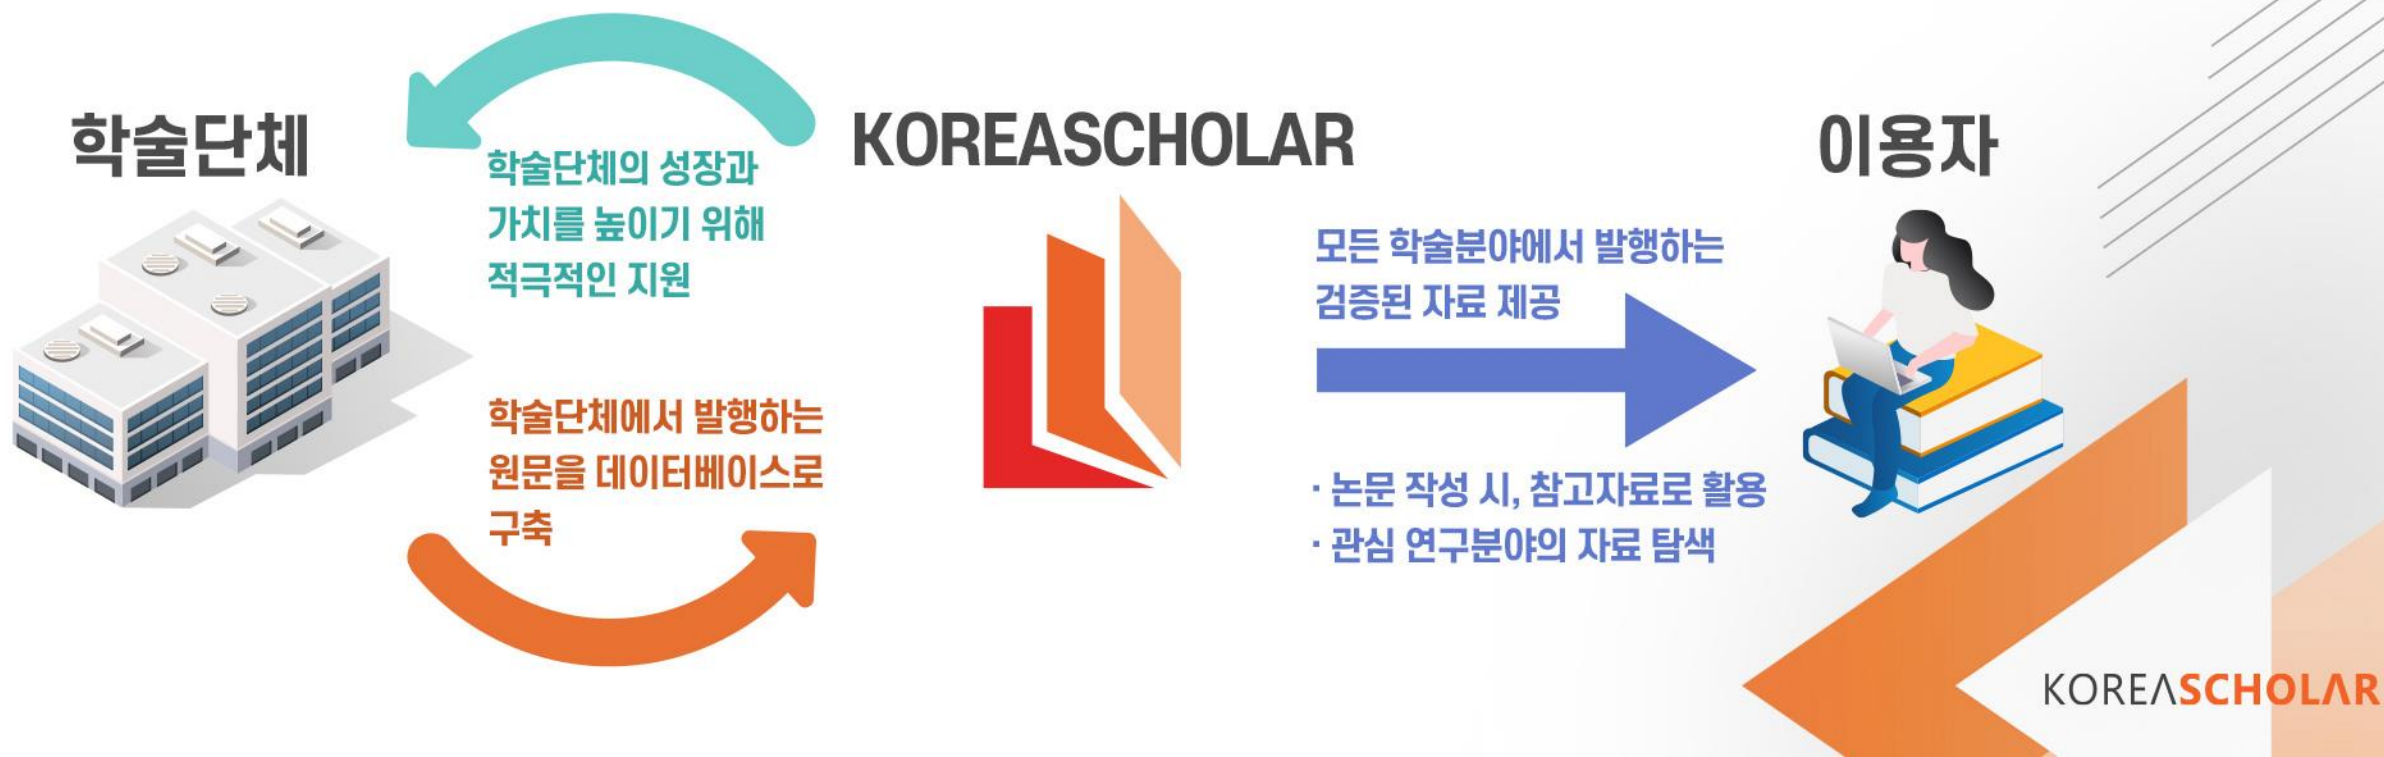 학술단체
학술단체의 성장과
가치를 높이기 위해
적극적인 지원
학술단체에서 발행하는
원문을 데이터베이스로
구축
KOREASCHOLAR
모든 학술분야에서 발행하는
검증된 자료 제공
· 논문 작성 시, 참고자료로 활용
· 관심 연구분야의 자료 탐색
이용자
KOREASCHOLAR